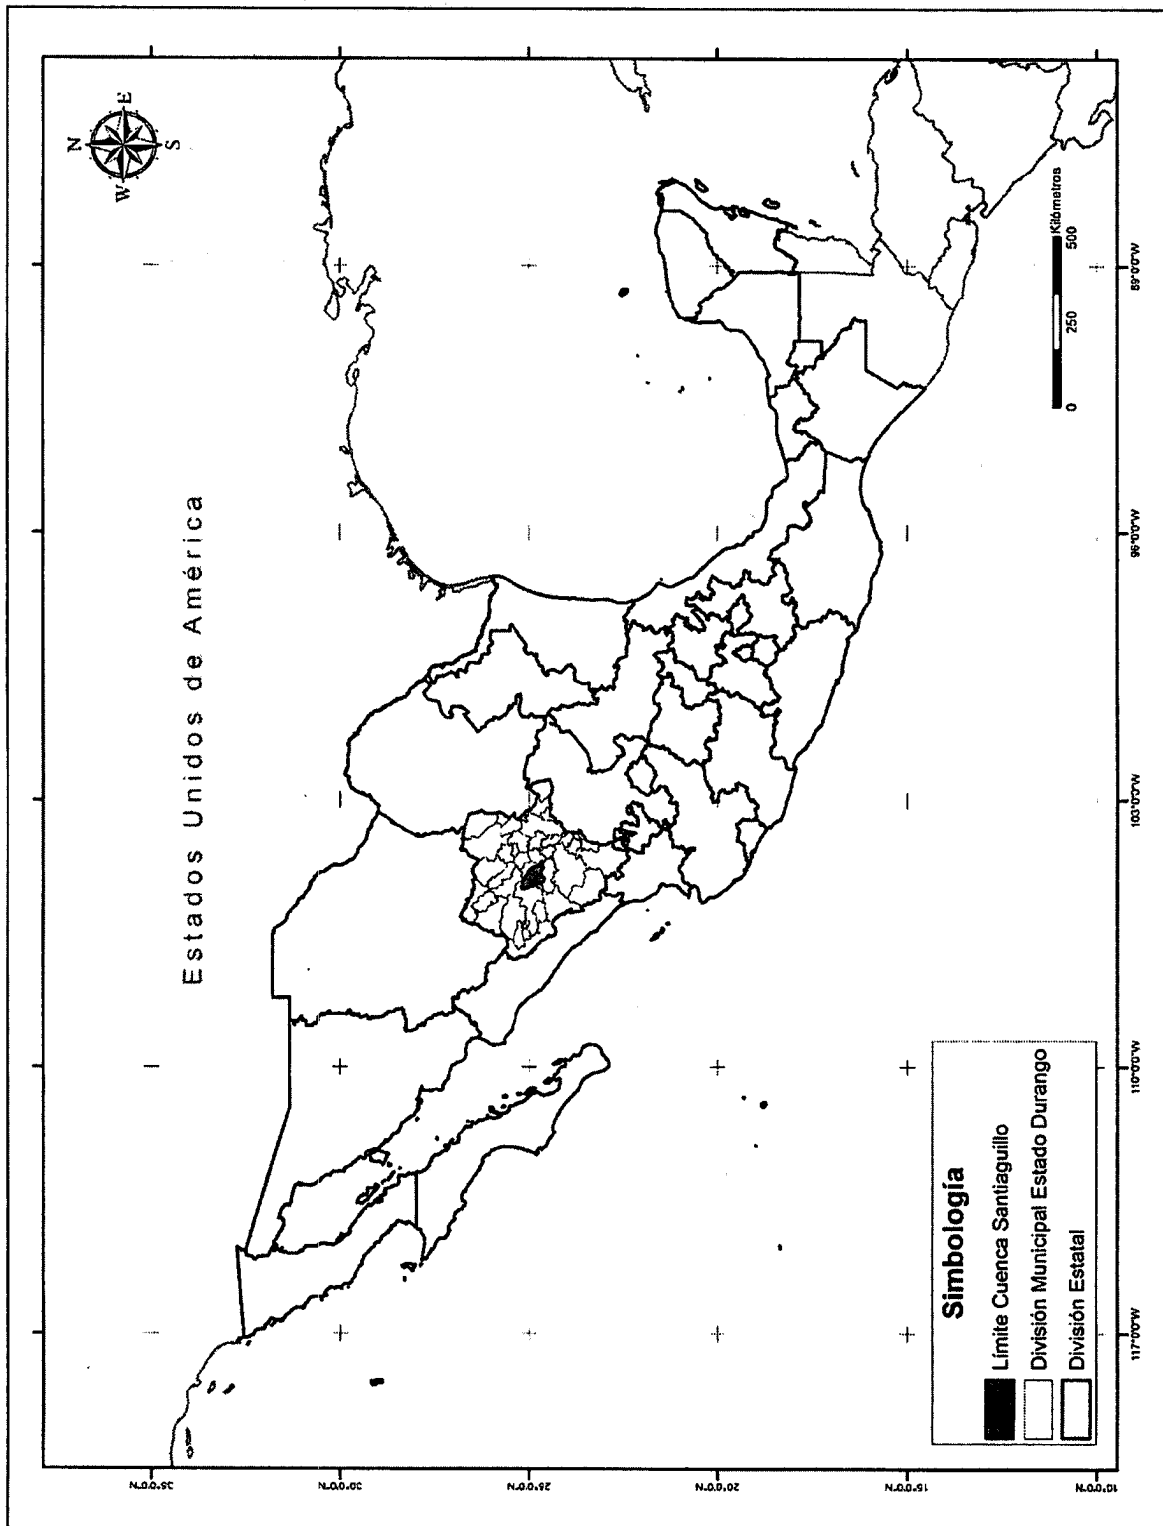 N
W E
S
Estados Unidos de América
35°0'0"N
30°0'0"N
25°0'0"N
20°0'0"N
15°0'0"N
10°0'0"N
117°0'0"W
110°0'0"W
103°0'0"W
96°0'0"W
89°0'0"W
Kilómetros
0 250 500
Simbología
Límite Cuenca Santiaguillo
División Municipal Estado Durango
División Estatal